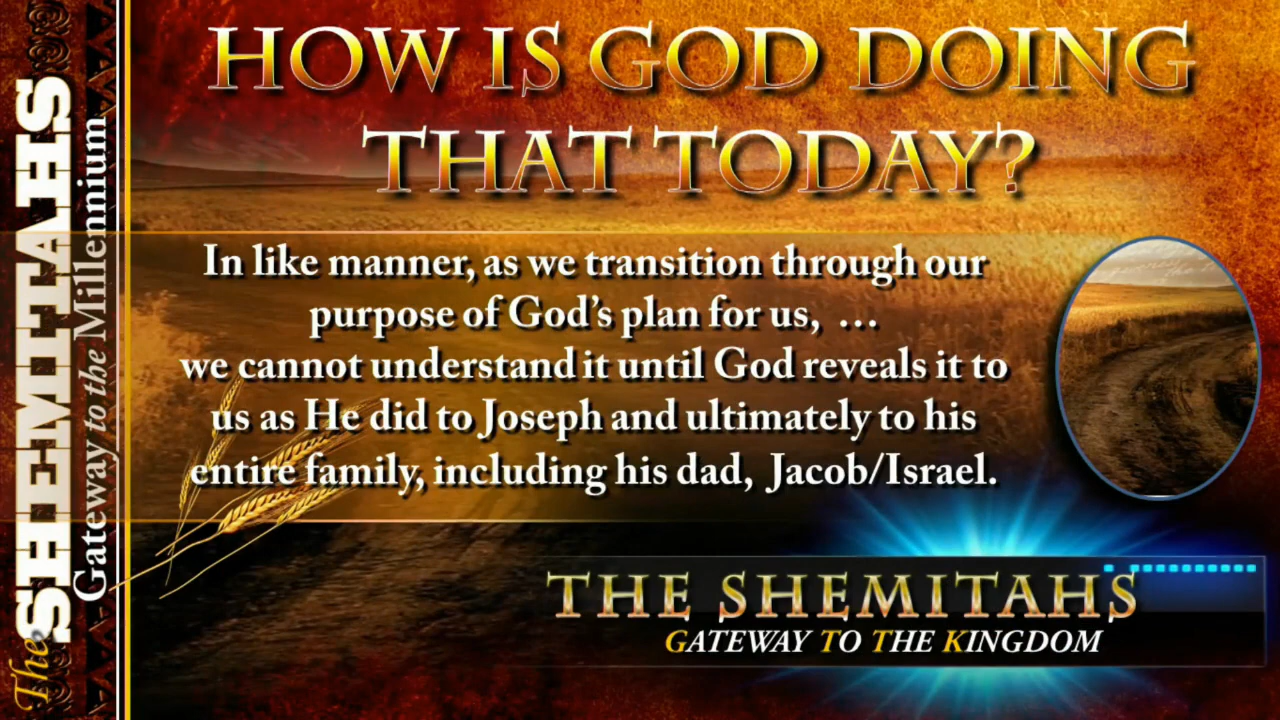 HOW IS GOD DOING
THAT TODAY?
In like manner, as we transition through our
purpose of God's plan for us, …
we cannot understand it until God reveals it to
us as He did to Joseph and ultimately to his
entire family, including his dad, Jacob/Israel.
THE SHEMITAHS
GATEWAY TO THE KINGDOM
The SHEMITAHS
Gateway to the Millennium